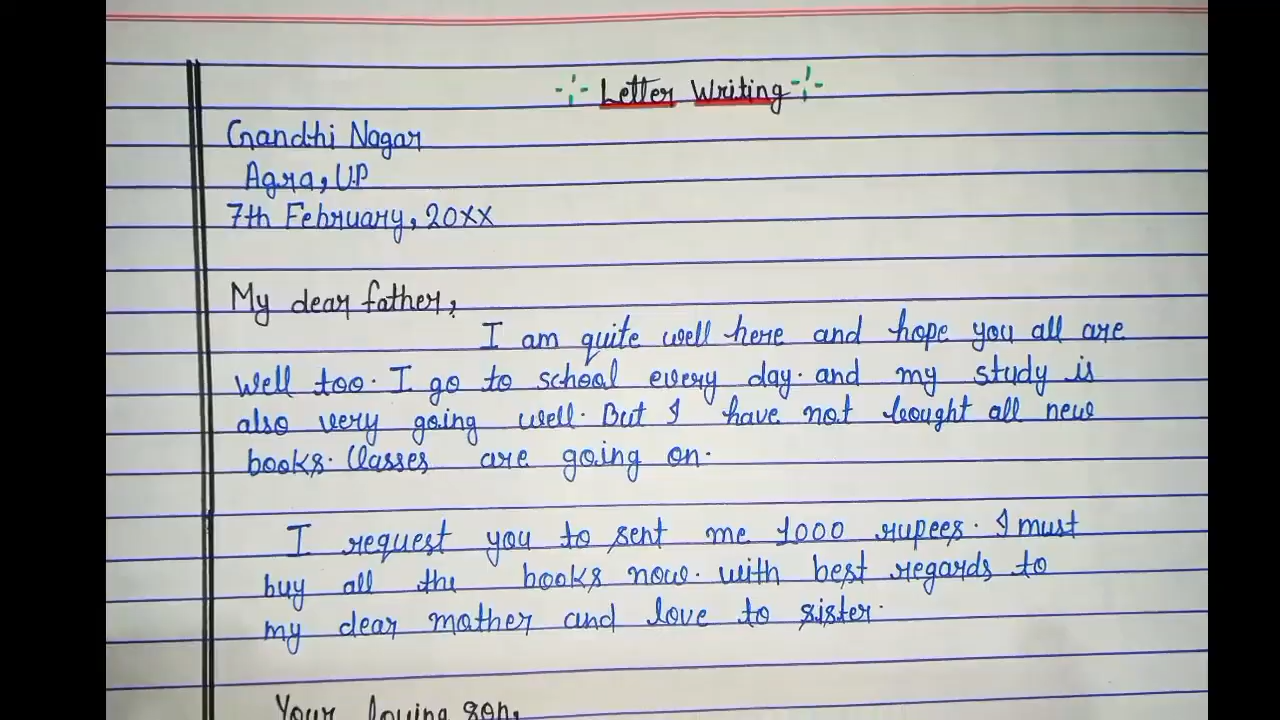 Letter Writing
Gandhi Nagar
Agra, U.P
7th February, 20XX
My dear father,
I am quite well here and hope you all are
well too. I go to school every day. and my study is
also very going well. But I have not bought all new
books. Classes are going on.
I request you to sent me 1000 rupees. I must
buy all the books now. with best regards to
my dear mother and love to sister.
Your loving son,